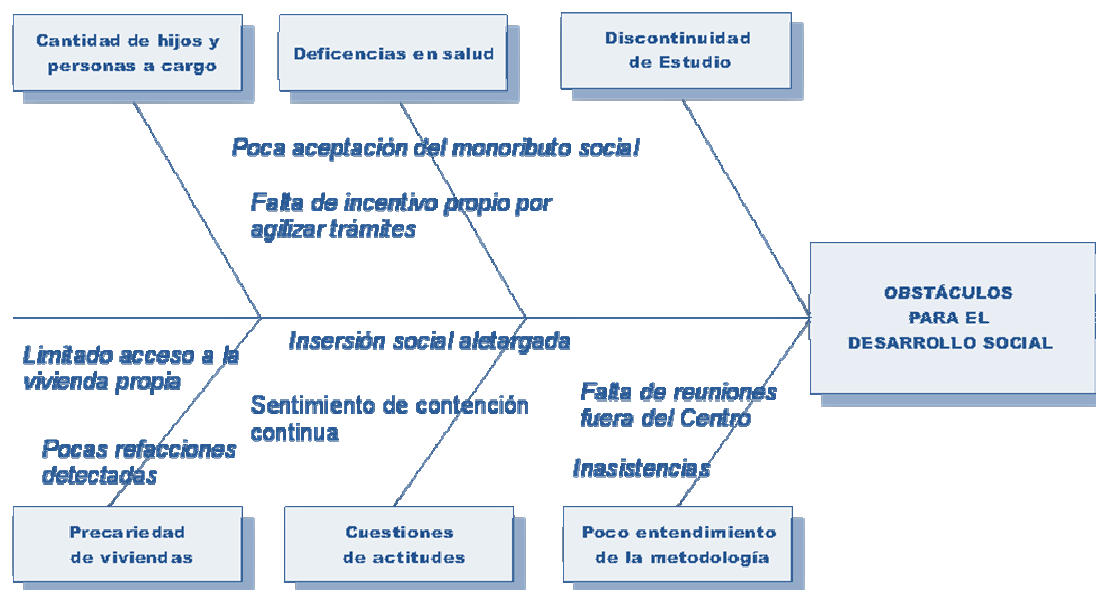 Cantidad de hijos y
personas a cargo
Deficencias en salud
Discontinuidad
de Estudio
Poca aceptación del monoributo social
Falta de incentivo propio por
agilizar trámites
OBSTÁCULOS
PARA EL
DESARROLLO SOCIAL
Limitado acceso a la
vivienda propia
Pocas refacciones
detectadas
Insersión social aletargada
Sentimiento de contención
continua
Falta de reuniones
fuera del Centro
Inasistencias
Precariedad
de viviendas
Cuestiones
de actitudes
Poco entendimiento
de la metodología